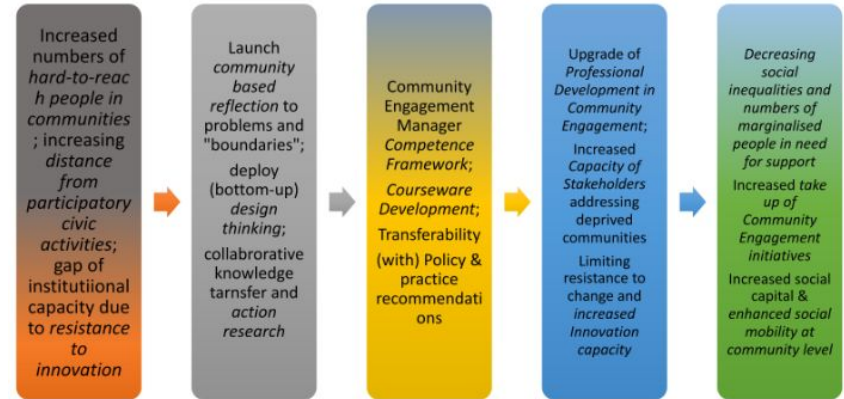 Increased
numbers of
hard-to-reac
h people in
communities
; increasing
distance
from
participatory
civic
activities;
gap of
institutiional
capacity due
to resistance
to
innovation
Launch
community
based
reflection to
problems and
"boundaries";
deploy
(bottom-up)
design
thinking;
collabrorative
knowledge
tarnsfer and
action
research
Community
Engagement
Manager
Competence
Framework;
Courseware
Development;
Transferability
(with) Policy &
practice
recommendati
ons
Upgrade of
Professional
Development in
Community
Engagement;
Increased
Capacity of
Stakeholders
addressing
deprived
communities
Limiting
resistance to
change and
increased
Innovation
capacity
Decreasing
social
inequalities and
numbers of
marginalised
people in need
for support
Increased take
up of
Community
Engagement
initiatives
Increased social
capital &
enhanced social
mobility at
community level